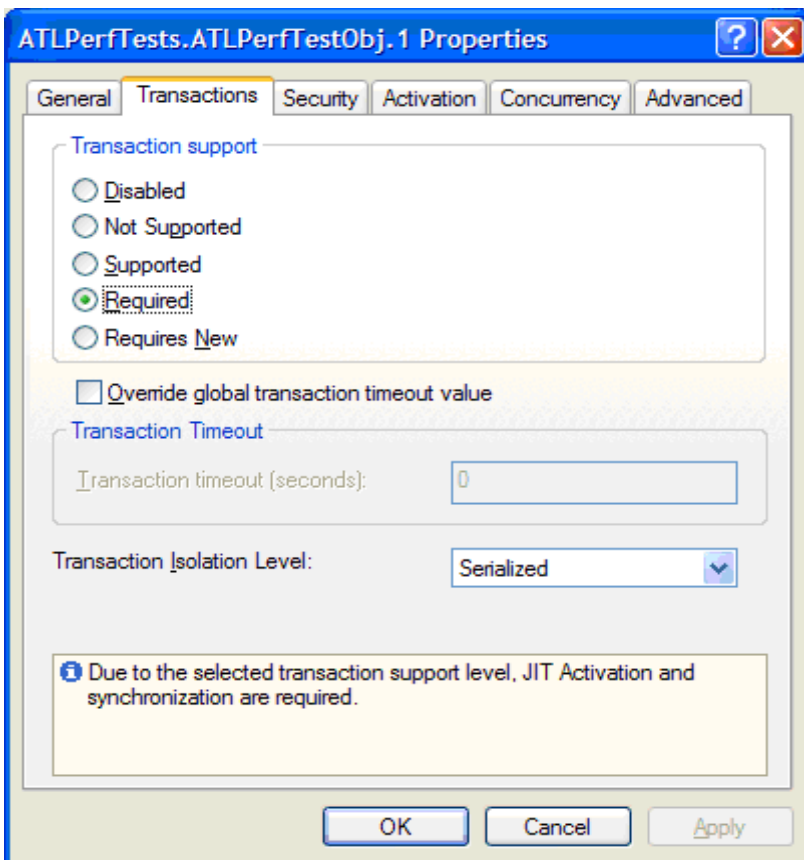 ATLPerfTests.ATLPerfTestObj.1 Properties
General Transactions Security Activation Concurrency Advanced
Transaction support
Disabled
Not Supported
Supported
Required
Requires New
Override global transaction timeout value
Transaction Timeout
Transaction timeout (seconds): 0
Transaction Isolation Level: Serialized
Due to the selected transaction support level, JIT Activation and
synchronization are required.
OK Cancel Apply